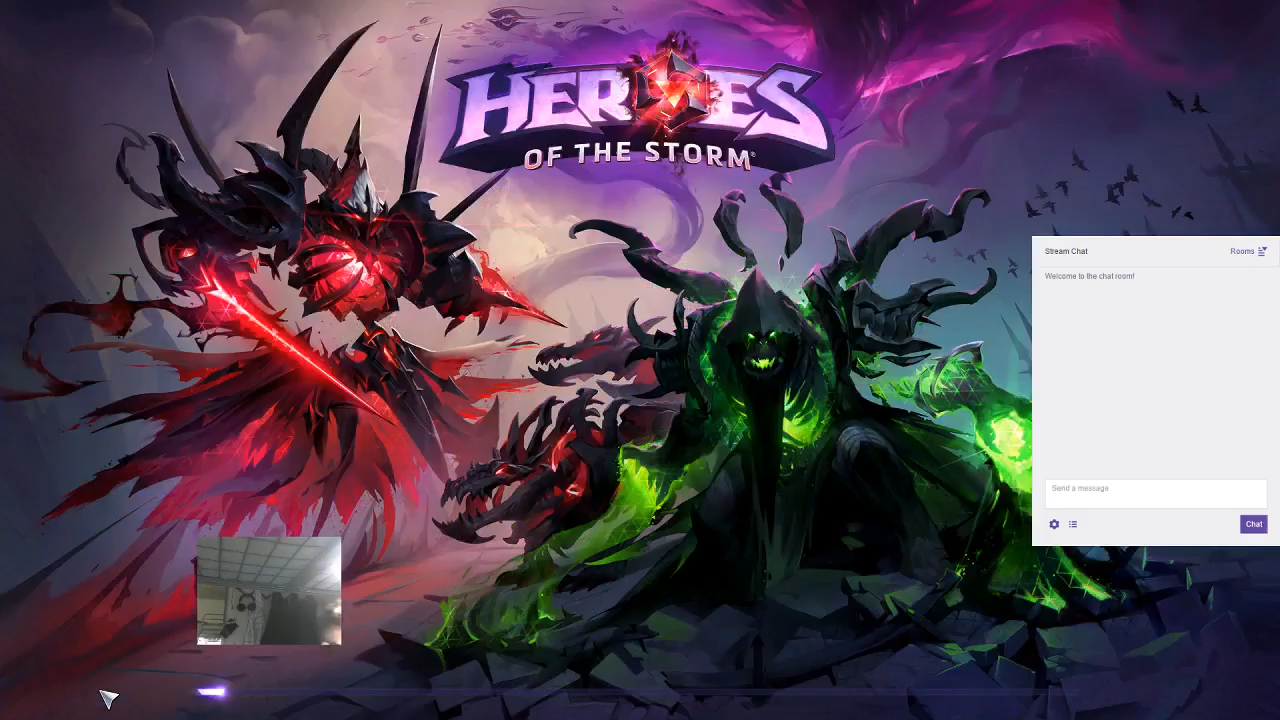 HEROES
OF THE STORM®
Stream Chat
Rooms
Welcome to the chat room!
Send a message
Chat